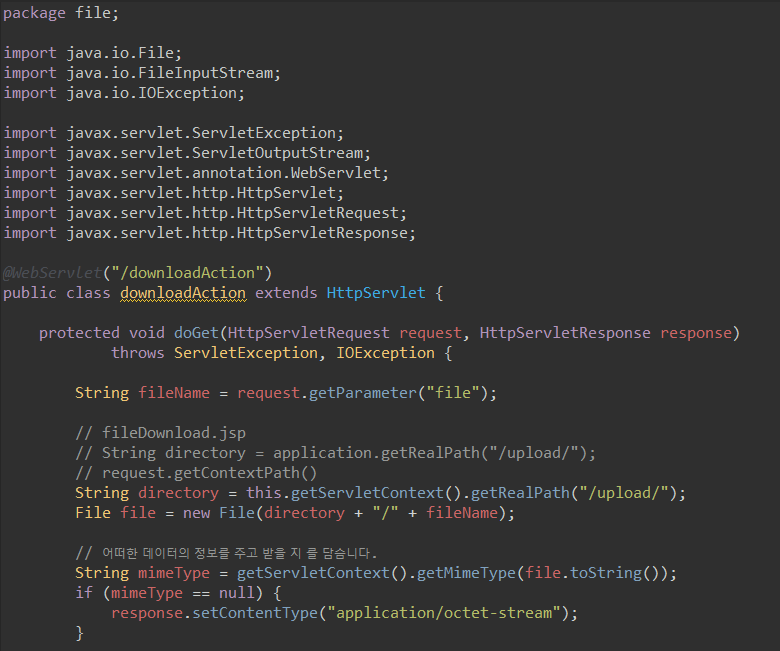 package file;
import java.io.File;
import java.io.FileInputStream;
import java.io.IOException;
import javax.servlet.ServletException;
import javax.servlet.ServletOutputStream;
import javax.servlet.annotation.WebServlet;
import javax.servlet.http.HttpServlet;
import javax.servlet.http.HttpServletRequest;
import javax.servlet.http.HttpServletResponse;
@WebServlet("/downloadAction")
public class downloadAction extends HttpServlet {
protected void doGet(HttpServletRequest request, HttpServletResponse response)
throws ServletException, IOException {
String fileName = request.getParameter("file");
// fileDownload.jsp
// String directory = application.getRealPath("/upload/");
// request.getContextPath()
String directory = this.getServletContext().getRealPath("/upload/");
File file = new File(directory + "/" + fileName);
// 어떠한 데이터의 정보를 주고 받을 지 를 담습니다.
String mimeType = getServletContext().getMimeType(file.toString());
if (mimeType == null) {
response.setContentType("application/octet-stream");
}